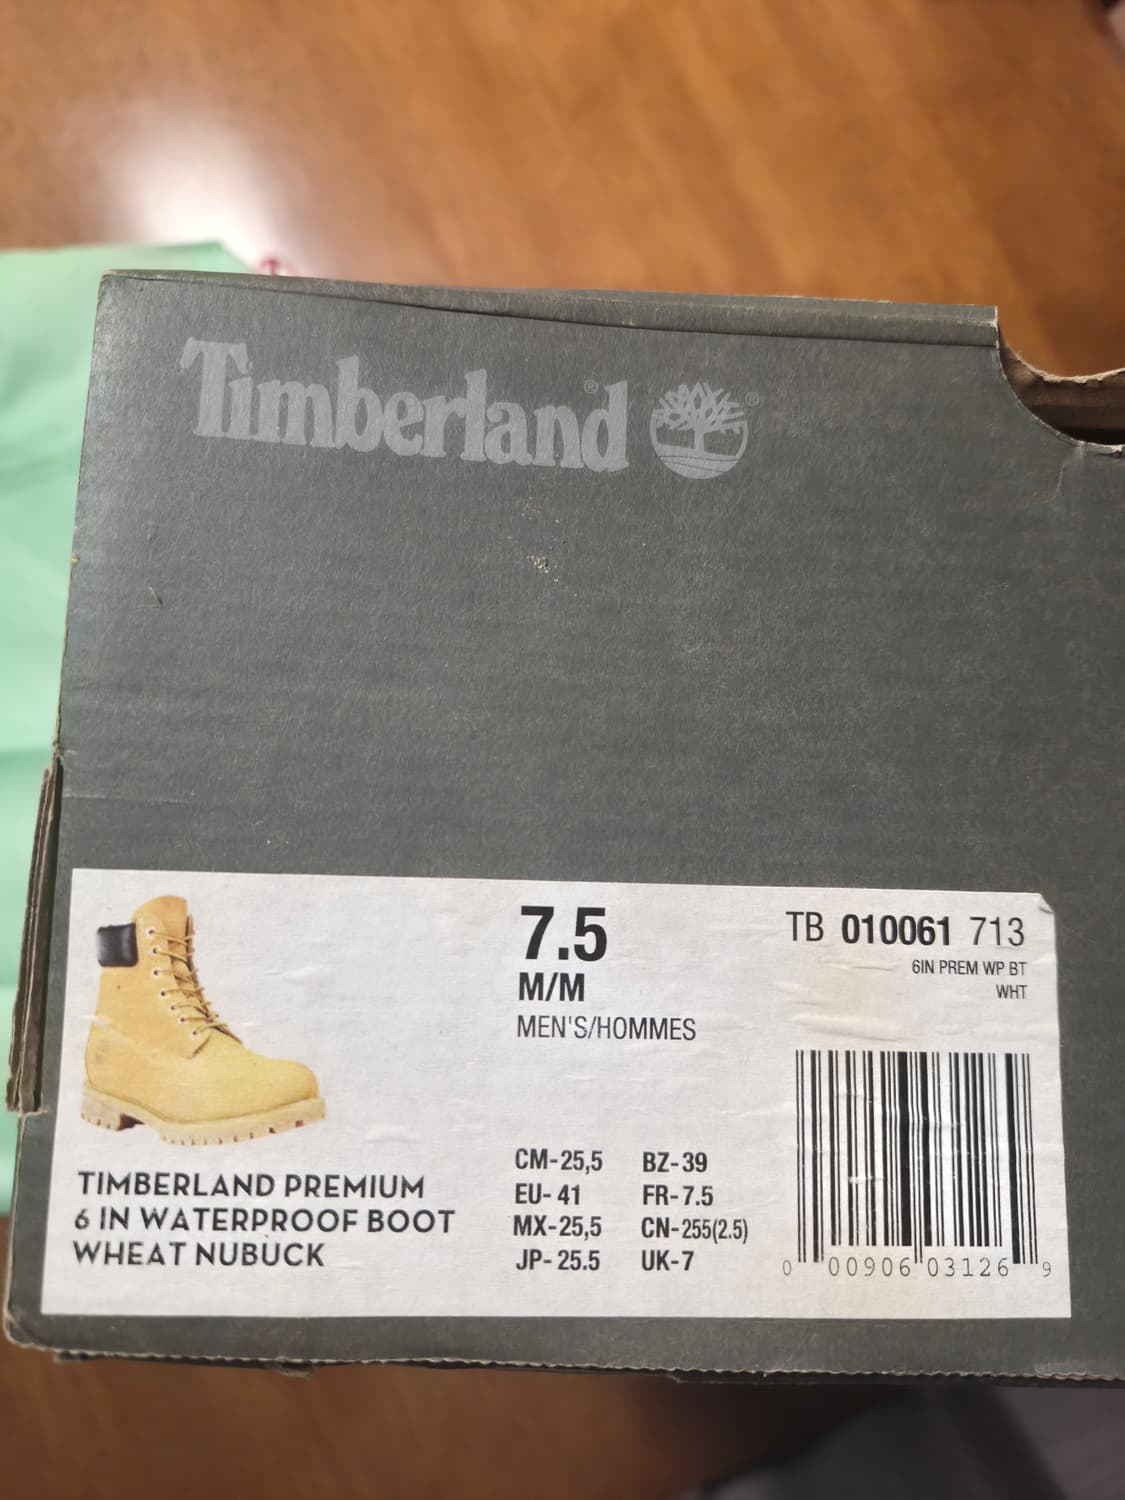 Timberland®
®
7.5
M/M
MEN'S/HOMMES
TB 010061 713
6IN PREM WP BT
WHT
TIMBERLAND PREMIUM
6 IN WATERPROOF BOOT
WHEAT NUBUCK
CM-25,5 BZ-39
EU- 41 FR-7.5
MX-25,5 CN-255(2.5)
JP- 25.5 UK-7
0 00906 03126 9